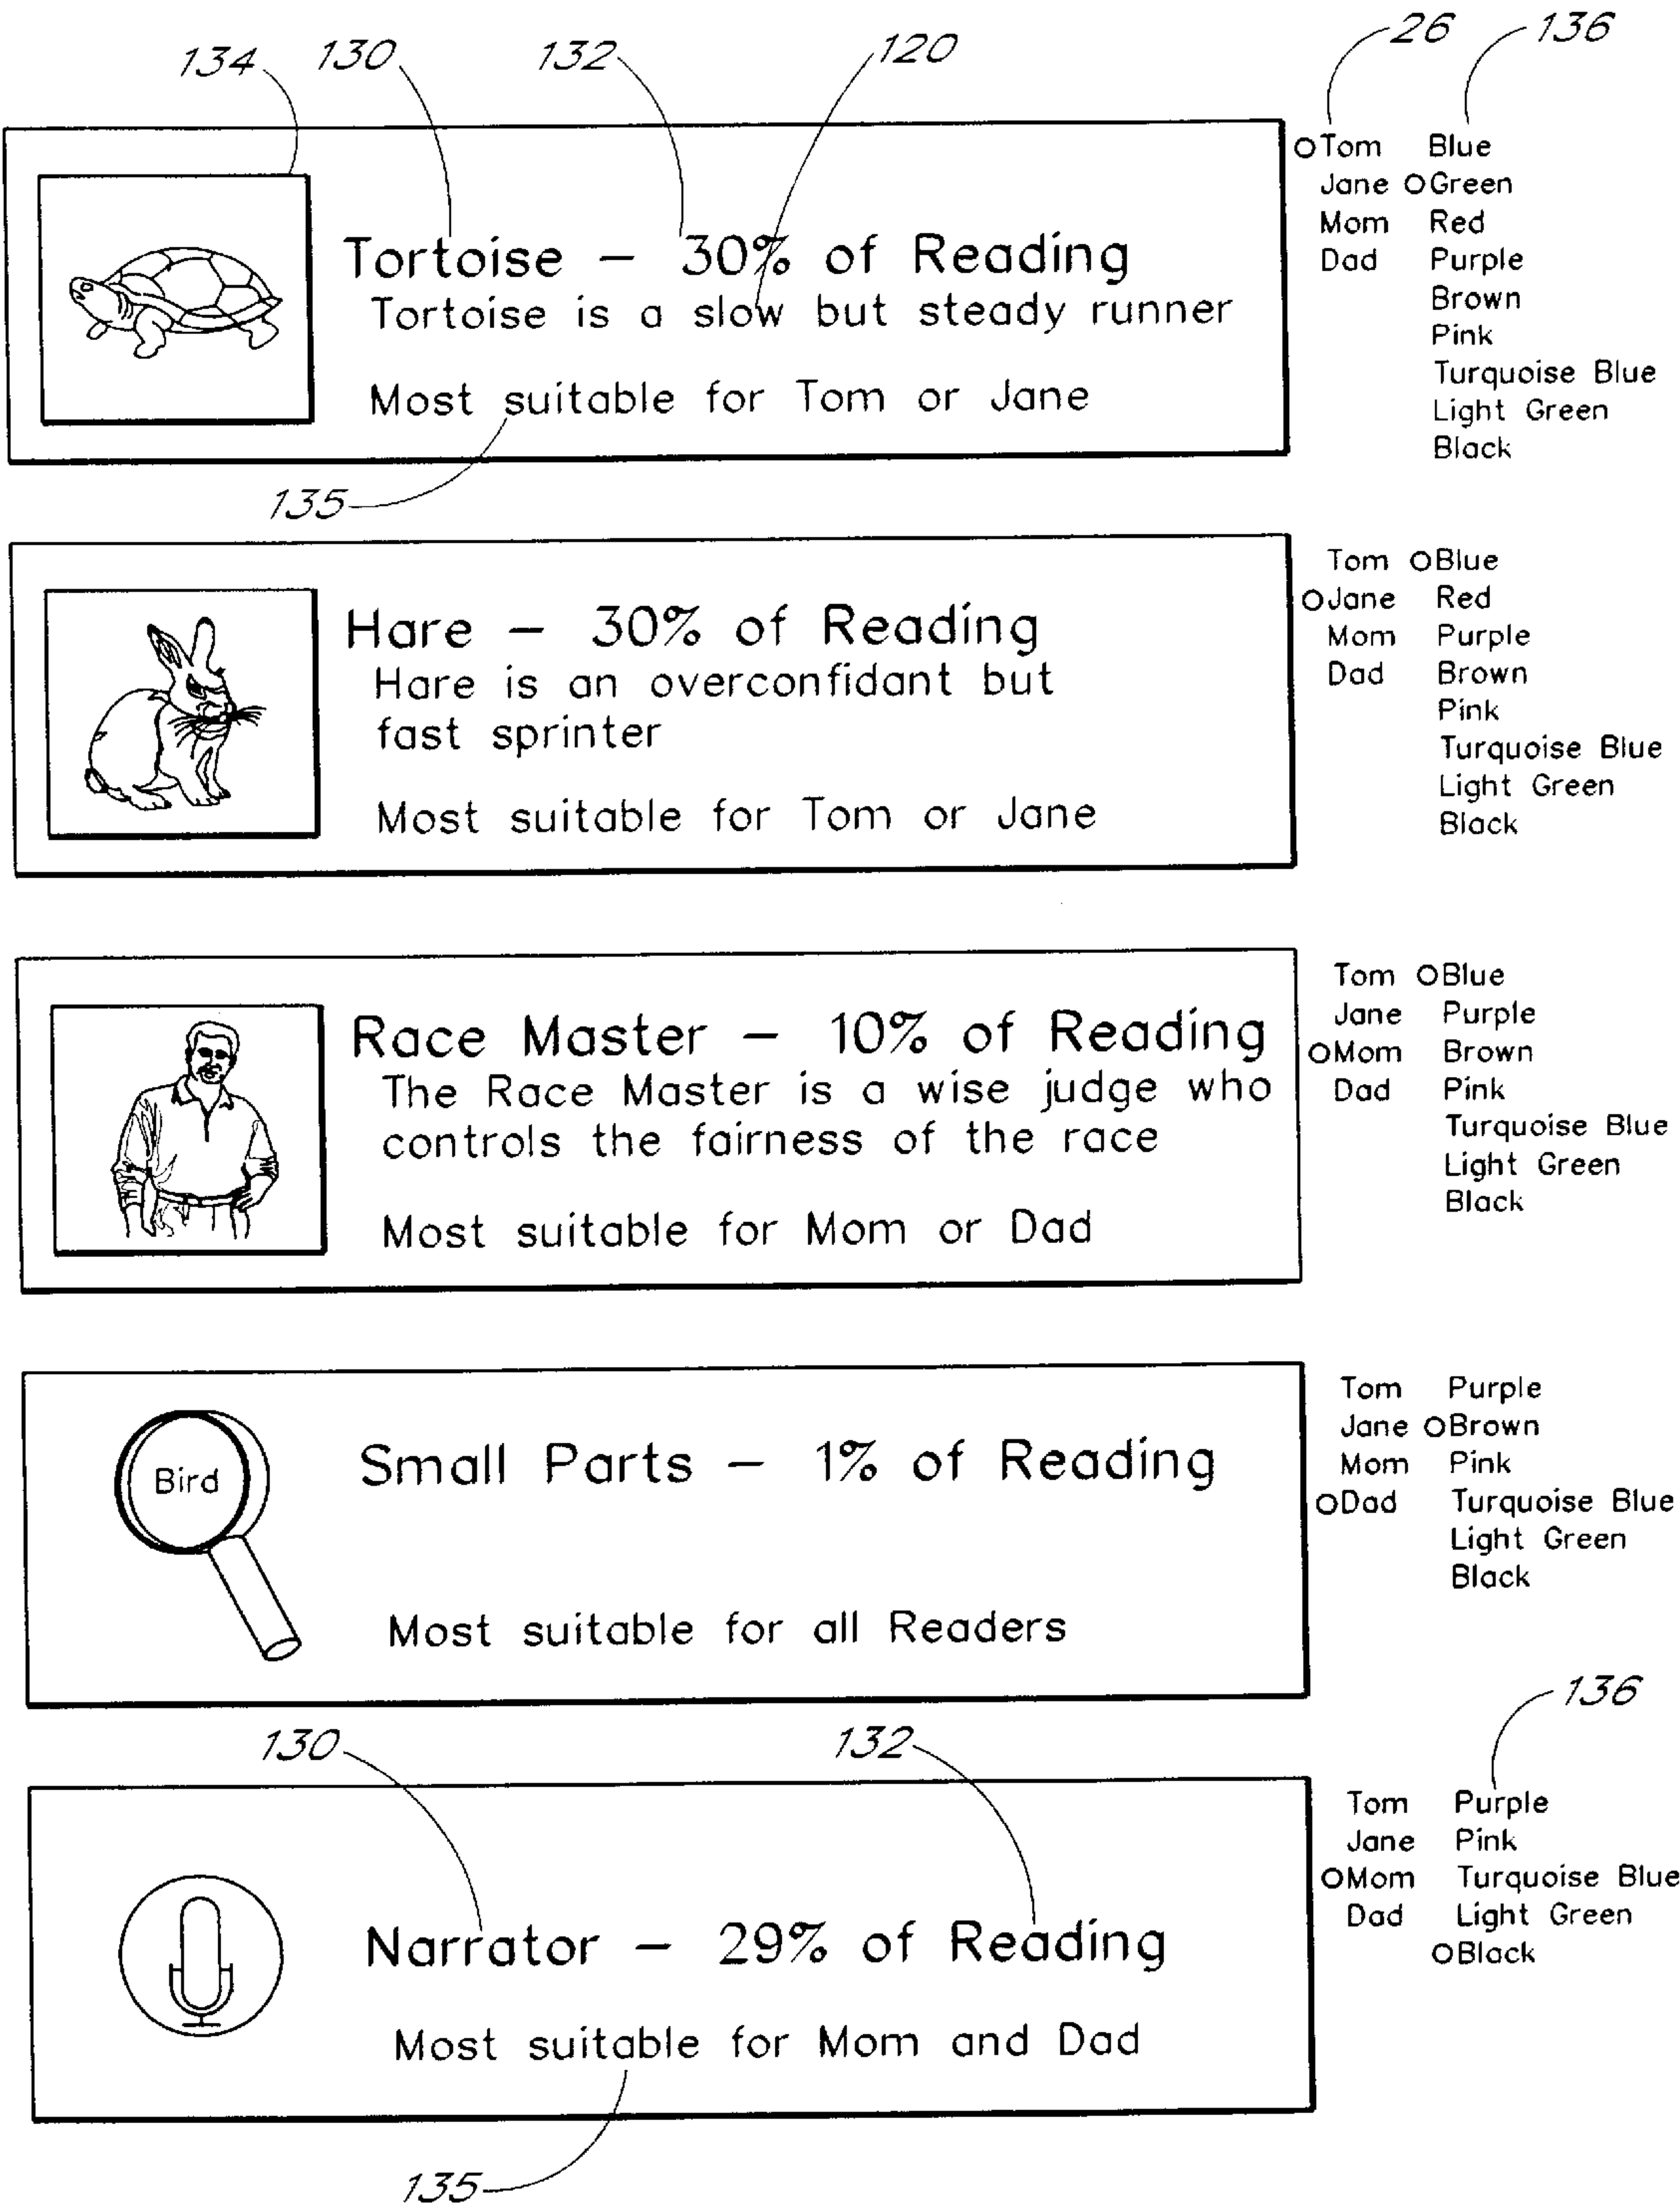 134 130 132 120 26 136
Tortoise – 30% of Reading
Tortoise is a slow but steady runner
Most suitable for Tom or Jane
135
Tom Blue
Jane Green
Mom Red
Dad Purple
Brown
Pink
Turquoise Blue
Light Green
Black
Hare – 30% of Reading
Hare is an overconfidant but
fast sprinter
Most suitable for Tom or Jane
Tom Blue
Jane Red
Mom Purple
Dad Brown
Pink
Turquoise Blue
Light Green
Black
Race Master – 10% of Reading
The Race Master is a wise judge who
controls the fairness of the race
Most suitable for Mom or Dad
Tom Blue
Jane Purple
Mom Brown
Dad Pink
Turquoise Blue
Light Green
Black
Bird
Small Parts – 1% of Reading
Most suitable for all Readers
Tom Purple
Jane Brown
Mom Pink
Dad Turquoise Blue
Light Green
Black
130 132 136
Narrator – 29% of Reading
Most suitable for Mom and Dad
135
Tom Purple
Jane Pink
Mom Turquoise Blue
Dad Light Green
Black